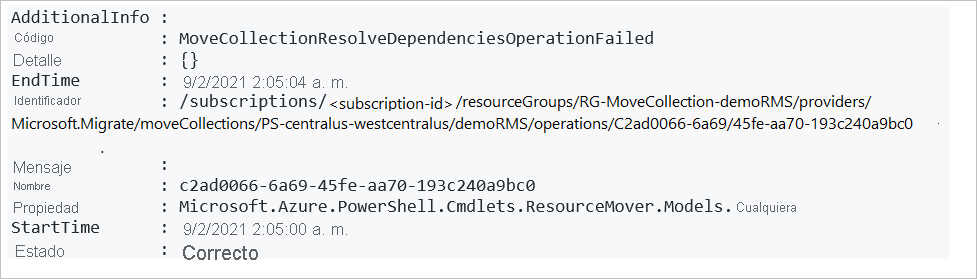 AdditionalInfo :
Código : MoveCollectionResolveDependenciesOperationFailed
Detalle : {}
EndTime : 9/2/2021 2:05:04 a. m.
Identificador : /subscriptions/<subscription-id>/resourceGroups/RG-MoveCollection-demoRMS/providers/
Microsoft.Migrate/moveCollections/PS-centralus-westcentralus/demoRMS/operations/C2ad0066-6a69/45fe-aa70-193c240a9bc0
.
Mensaje :
Nombre : c2ad0066-6a69-45fe-aa70-193c240a9bc0
Propiedad : Microsoft.Azure.PowerShell.Cmdlets.ResourceMover.Models. Cualquiera
StartTime : 9/2/2021 2:05:00 a. m.
Estado : Correcto